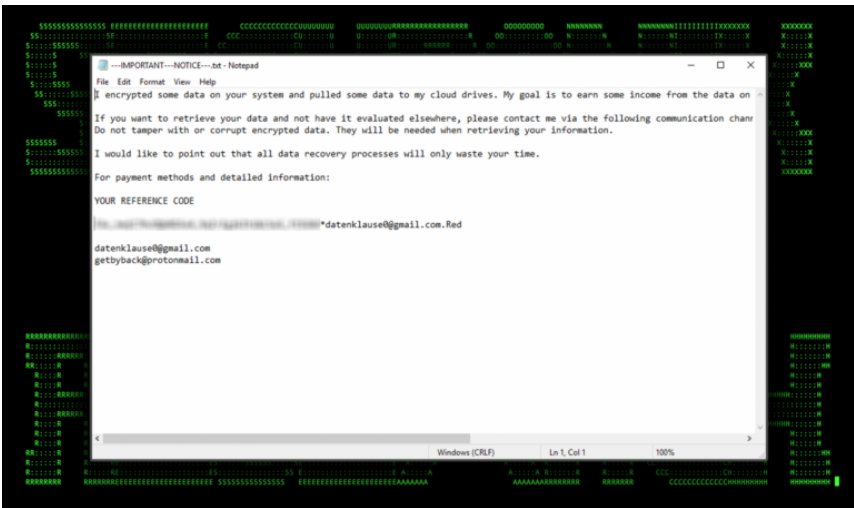 SECURONIX
---IMPORTANT---NOTICE---.txt - Notepad
File Edit Format View Help
I encrypted some data on your system and pulled some data to my cloud drives. My goal is to earn some income from the data on
If you want to retrieve your data and not have it evaluated elsewhere, please contact me via the following communication
Do not tamper with or corrupt encrypted data. They will be needed when retrieving your information.
I would like to point out that all data recovery processes will only waste your time.
For payment methods and detailed information:
YOUR REFERENCE CODE
*datenklause0@gmail.com.Red
datenklause0@gmail.com
getbyback@protonmail.com
Windows (CRLF) Ln 1, Col 1 100%
RESEARCH